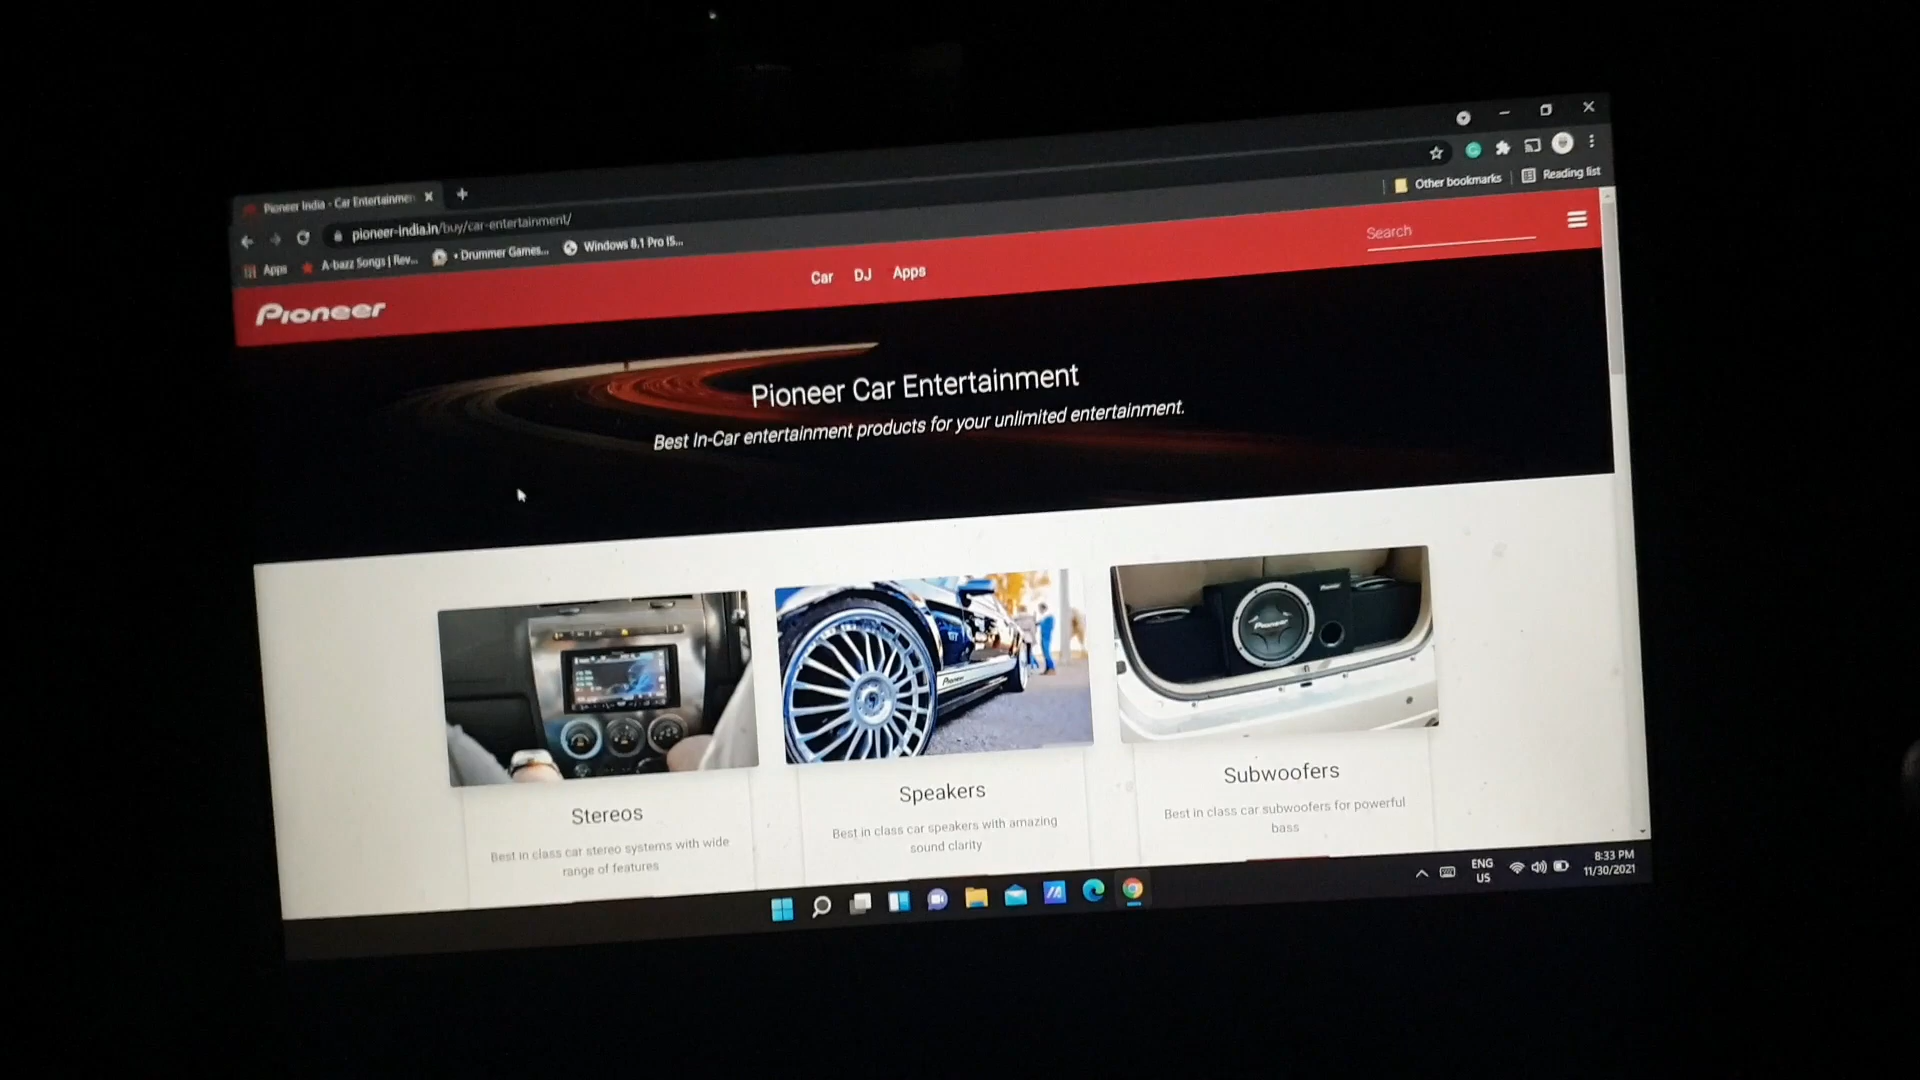 Pioneer India - Car Entertainmen
pioneer-india.in/buy/car-entertainment/
Other bookmarks
Reading list
Apps
A-bazz Songs | Rev...
• Drummer Games...
Windows 8.1 Pro IS...
Pioneer
Car
DJ
Apps
Search
Pioneer Car Entertainment
Best In-Car entertainment products for your unlimited entertainment.
Pioneer
Pioneer
Stereos
Best in class car stereo systems with wide
range of features
Speakers
Best in class car speakers with amazing
sound clarity
Subwoofers
Best in class car subwoofers for powerful
bass
ENG
US
8:33 PM
11/30/2021